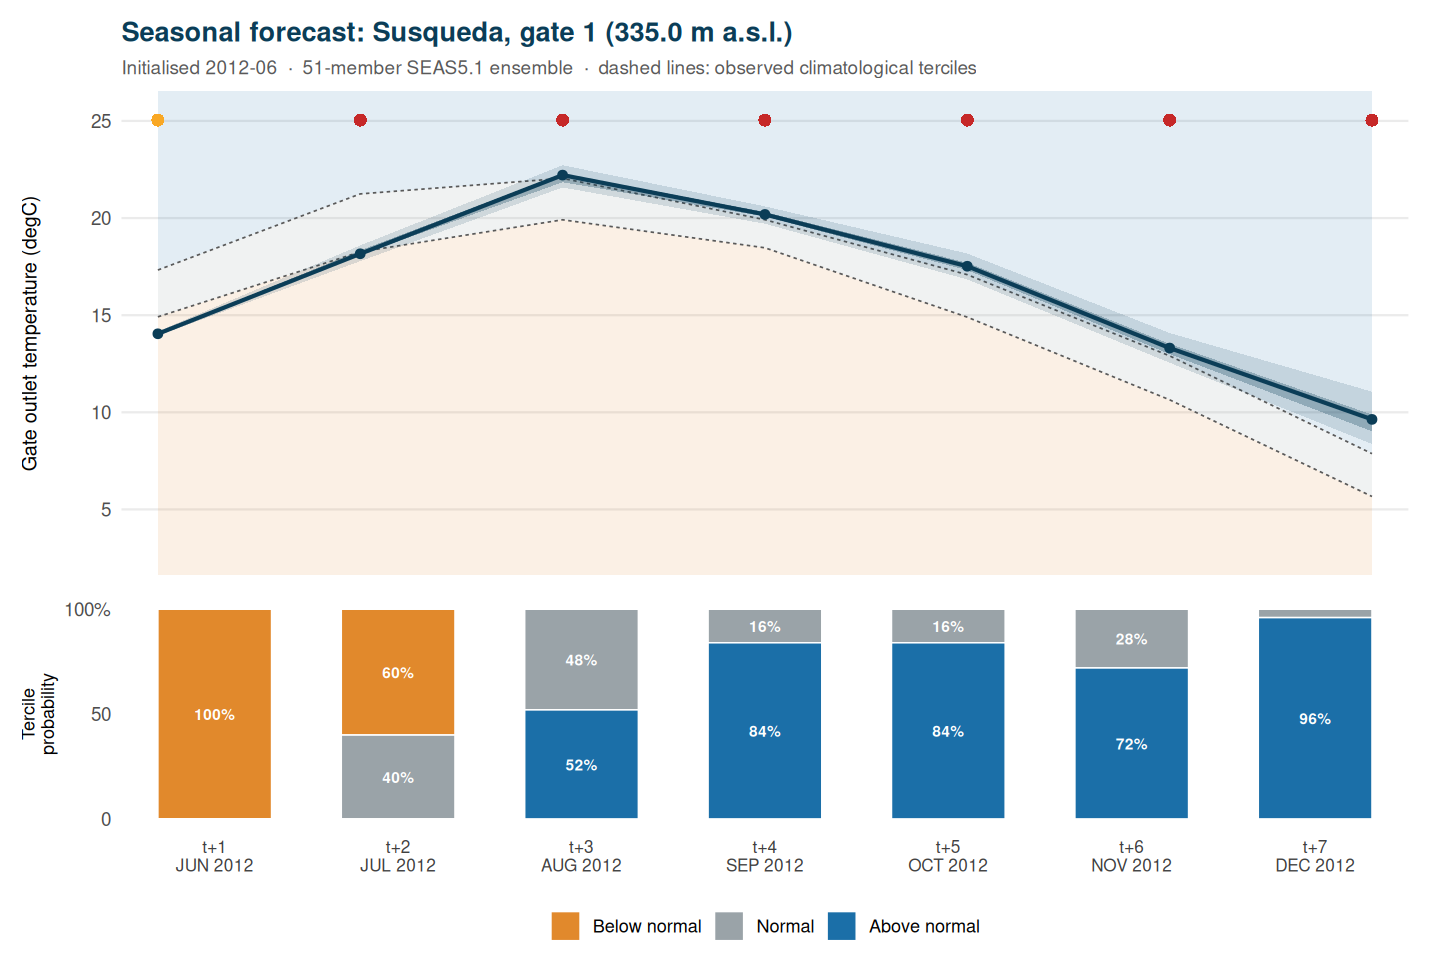 Seasonal forecast: Susqueda, gate 1 (335.0 m a.s.l.)
Initialised 2012-06 · 51-member SEAS5.1 ensemble · dashed lines: observed climatological terciles
Gate outlet temperature (degC)
25
20
15
10
5
Tercile
probability
100%
50
0
100%
60%
40%
48%
52%
16%
84%
16%
84%
28%
72%
96%
t+1
JUN 2012
t+2
JUL 2012
t+3
AUG 2012
t+4
SEP 2012
t+5
OCT 2012
t+6
NOV 2012
t+7
DEC 2012
Below normal
Normal
Above normal